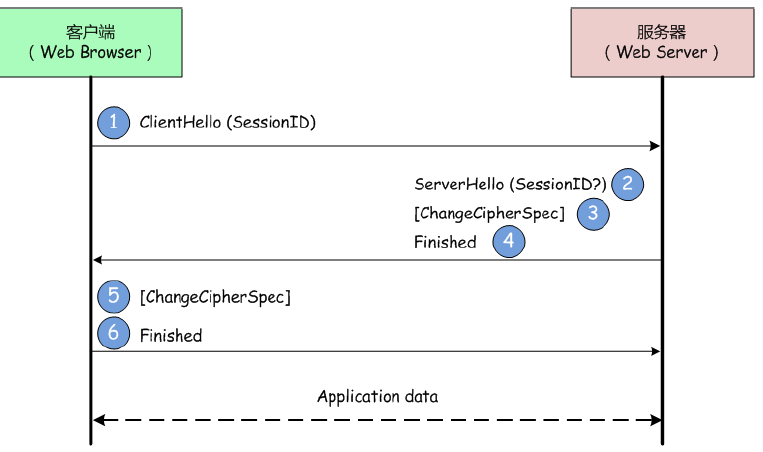 客户端
( Web Browser )
服务器
( Web Server )
1 ClientHello (SessionID)
ServerHello (SessionID?) 2
[ChangeCipherSpec] 3
Finished 4
5 [ChangeCipherSpec]
6 Finished
Application data